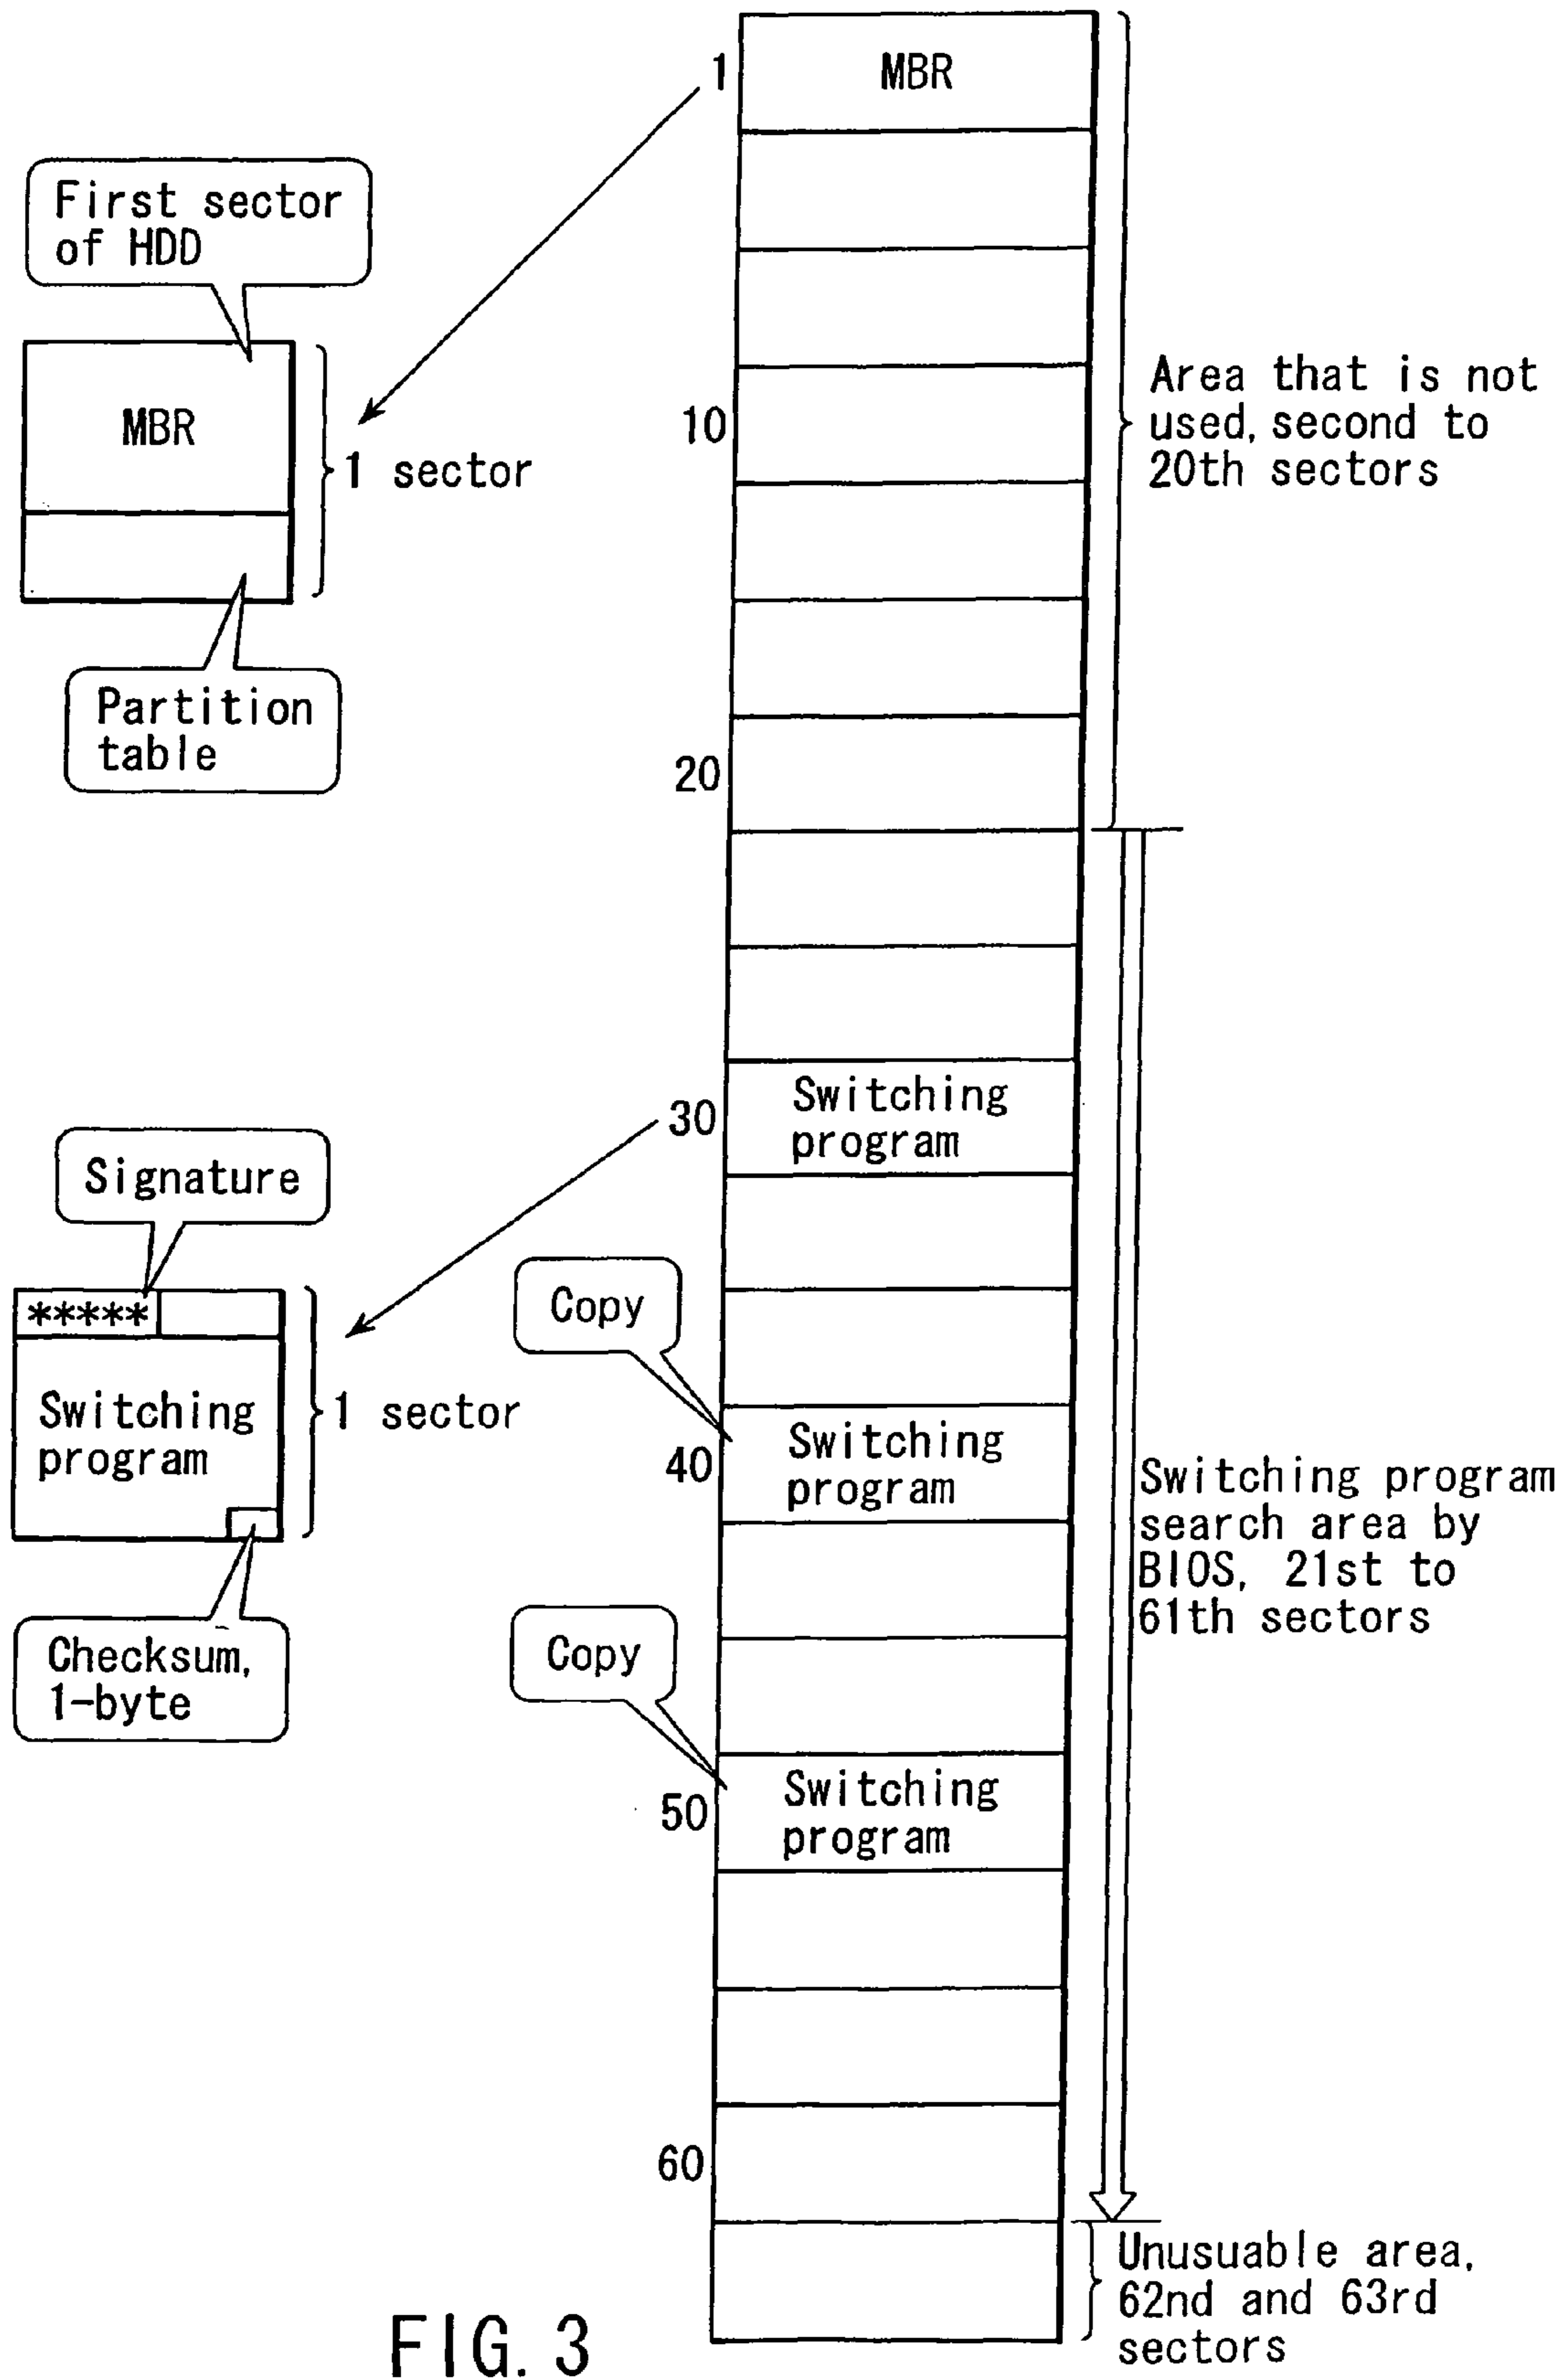 1
MBR
First sector
of HDD
MBR
1 sector
Partition
table
10
Area that is not
used, second to
20th sectors
20
30
Switching
program
Signature
*****
Switching
program
1 sector
Checksum,
1-byte
Copy
40
Switching
program
Switching program
search area by
BIOS, 21st to
61th sectors
Copy
50
Switching
program
60
Unusuable area,
62nd and 63rd
sectors
FIG. 3